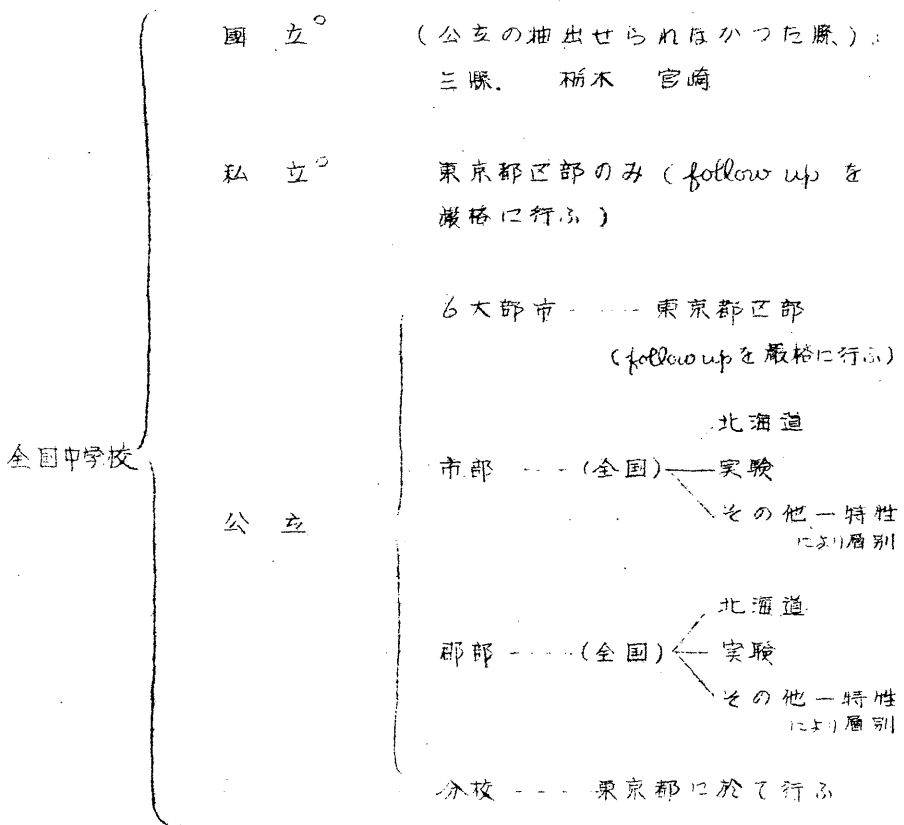 國立° (公立の抽出せられなかつた縣)
三縣. 栃木 宮崎
私立° 東京都区部のみ (follow up を
厳格に行ふ)
6大都市 ‐ ‐‐‐ 東京都区部
(follow up を厳格に行ふ)
北海道
全国中学校
市部 ‐‐‐ (全国) 実験
公立
その他―特性
により層別
北海道
郡部 ‐‐‐‐ (全国) 実験
その他―特性
により層別
分校 ‐‐‐ 東京都に於て行ふ